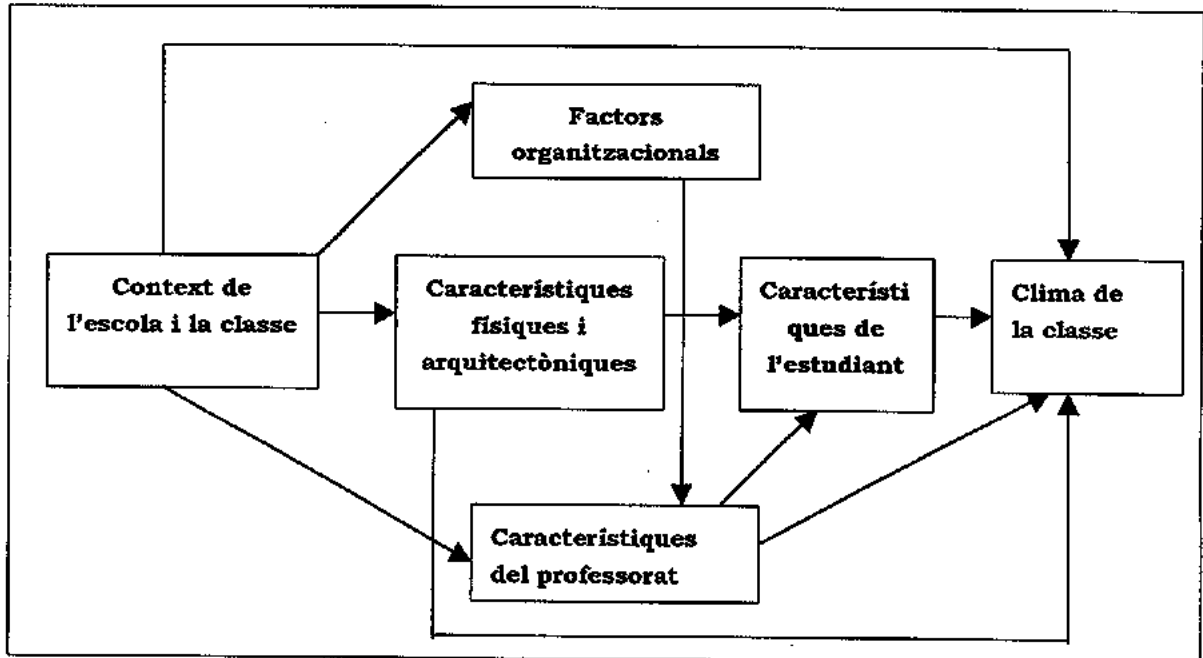 Factors
organitzacionals
Context de
l'escola i la classe
Característiques
físiques i
arquitectòniques
Característi
ques de
l'estudiant
Clima de
la classe
Característiques
del professorat